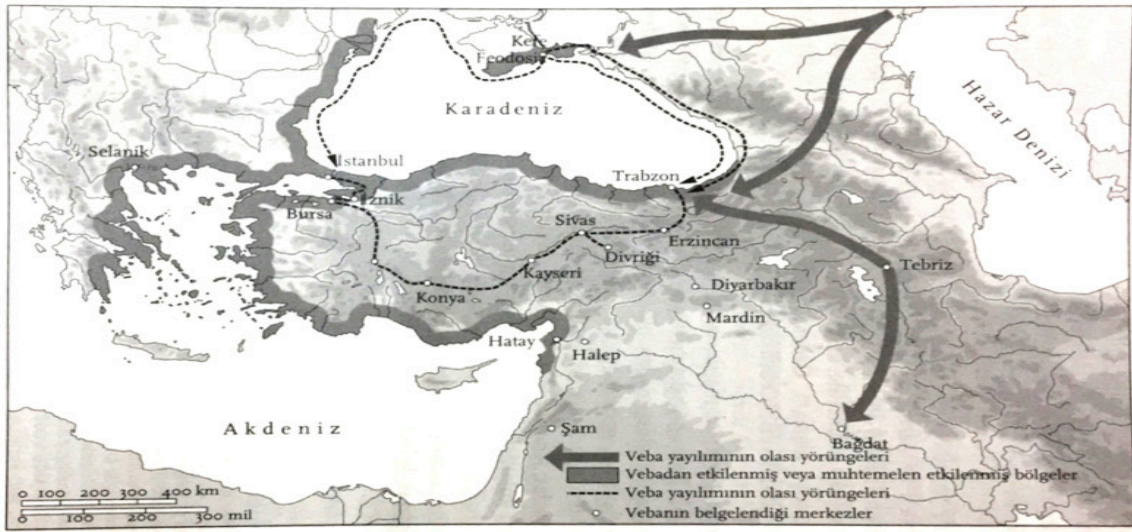 Kerç
Feodosia
Karadeniz
Hazar Denizi
Selanik
İstanbul
Trabzon
Bursa
İznik
Sivas
Erzincan
Divriği
Tebriz
Kayseri
Diyarbakır
Konya
Mardin
Hatay
Halep
Akdeniz
Şam
Bağdat
Veba yayılımının olası yörüngeleri
Vebadan etkilenmiş veya muhtemelen etkilenmiş bölgeler
Veba yayılımının olası yörüngeleri
Vebanın belgelendiği merkezler
0 100 200 300 400 km
0 100 200 300 mil